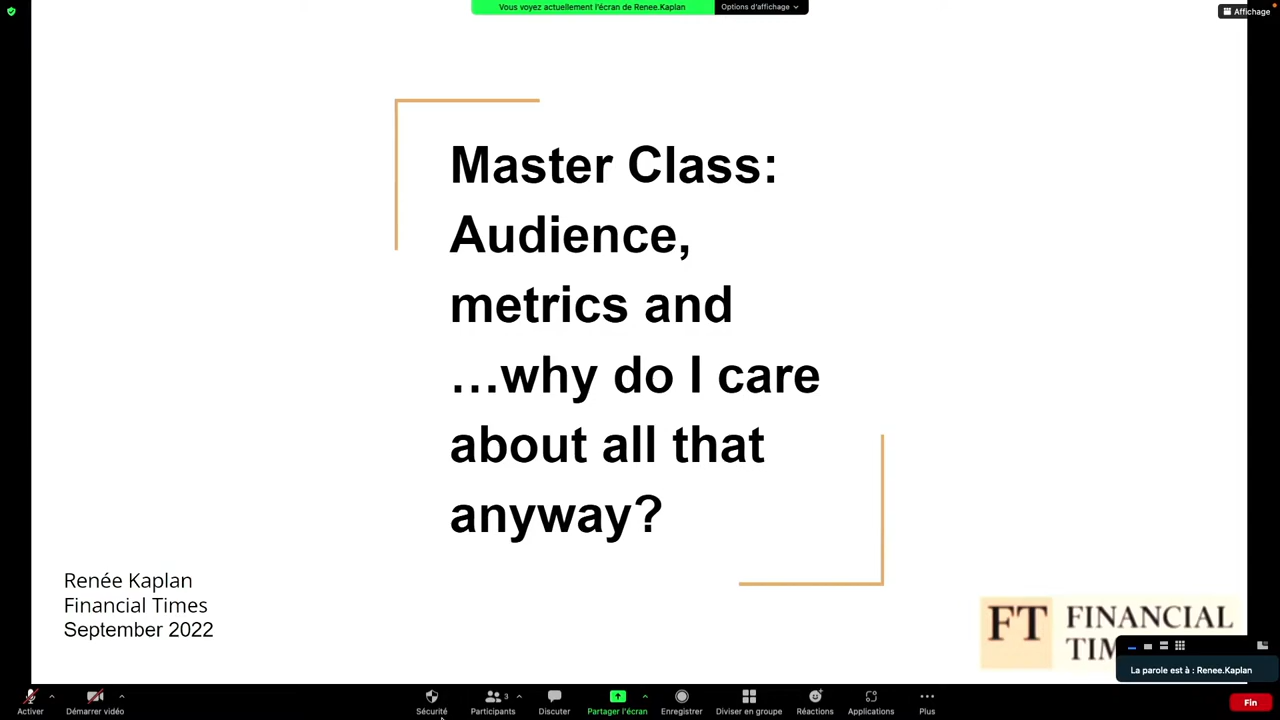 Vous voyez actuellement l'écran de Renee.Kaplan
Options d'affichage
Affichage
Master Class:
Audience,
metrics and
…why do I care
about all that
anyway?
Renée Kaplan
Financial Times
September 2022
FT
FINANCIAL
La parole est à : Renee.Kaplan
Activer
Démarrer vidéo
Sécurité
Participants
3
Discuter
Partager l'écran
Enregistrer
Diviser en groupe
Réactions
Applications
Plus
Fin